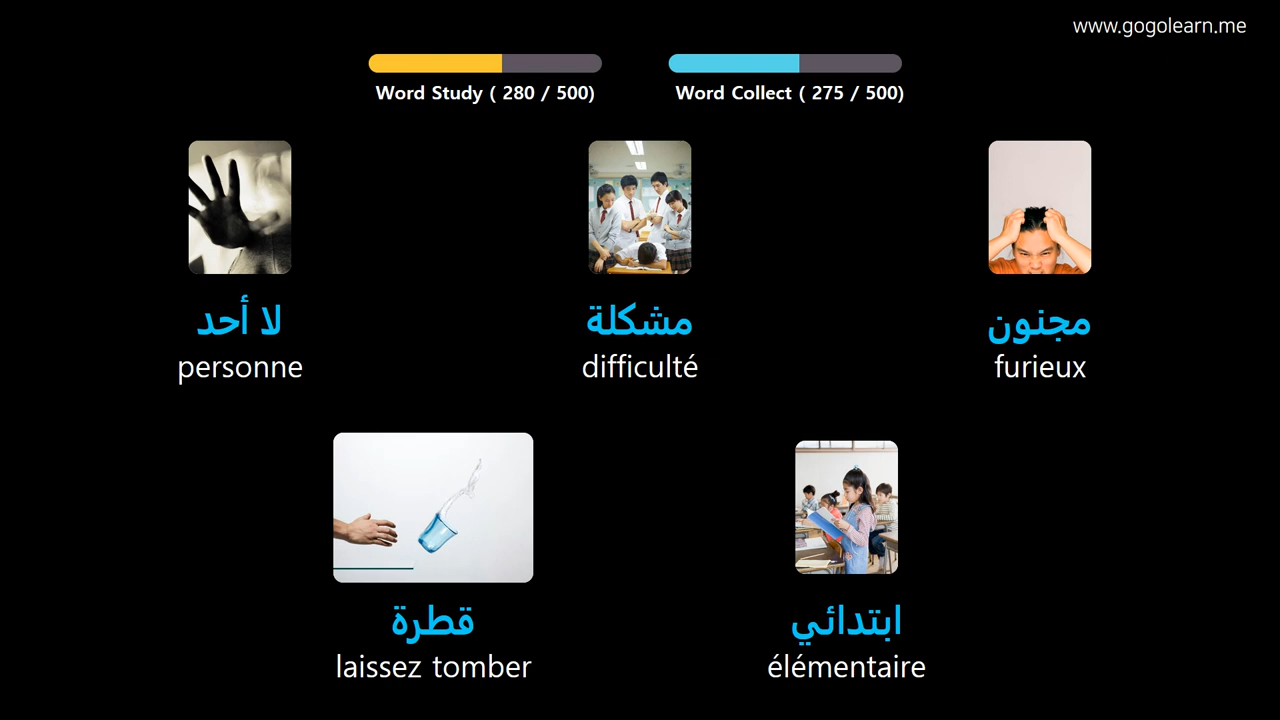 www.gogolearn.me
Word Study ( 280 / 500)
Word Collect ( 275 / 500)
لا أحد
personne
مشكلة
difficulté
مجنون
furieux
قطرة
laissez tomber
ابتدائي
élémentaire